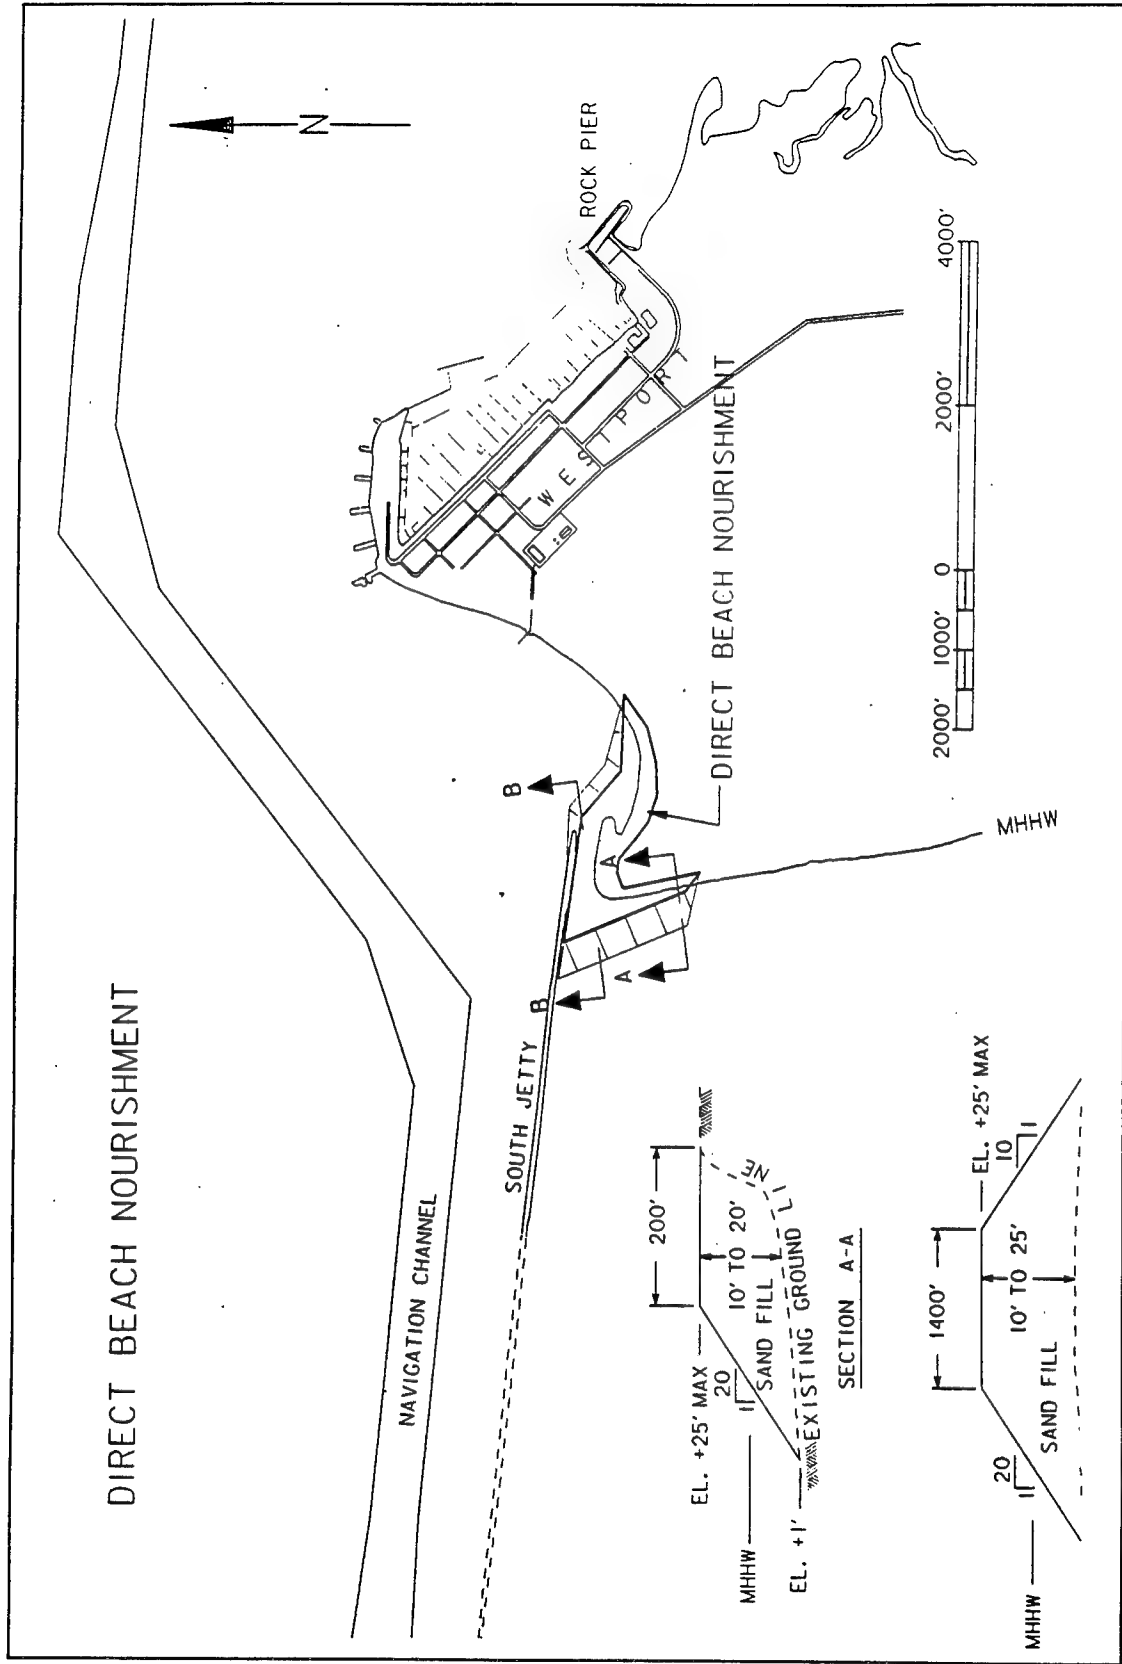 DIRECT BEACH NOURISHMENT
N
NAVIGATION CHANNEL
SOUTH JETTY
ROCK PIER
WESTPORT
B
B
A
A
DIRECT BEACH NOURISHMENT
MHHW
2000' 1000' 0 2000' 4000'
200'
EL. +25' MAX
20
1
10' TO 20'
SAND FILL
MHHW
EL. +1'
EXISTING GROUND LINE
SECTION A-A
1400'
EL. +25' MAX
20
1
10
1
10' TO 25'
SAND FILL
MHHW